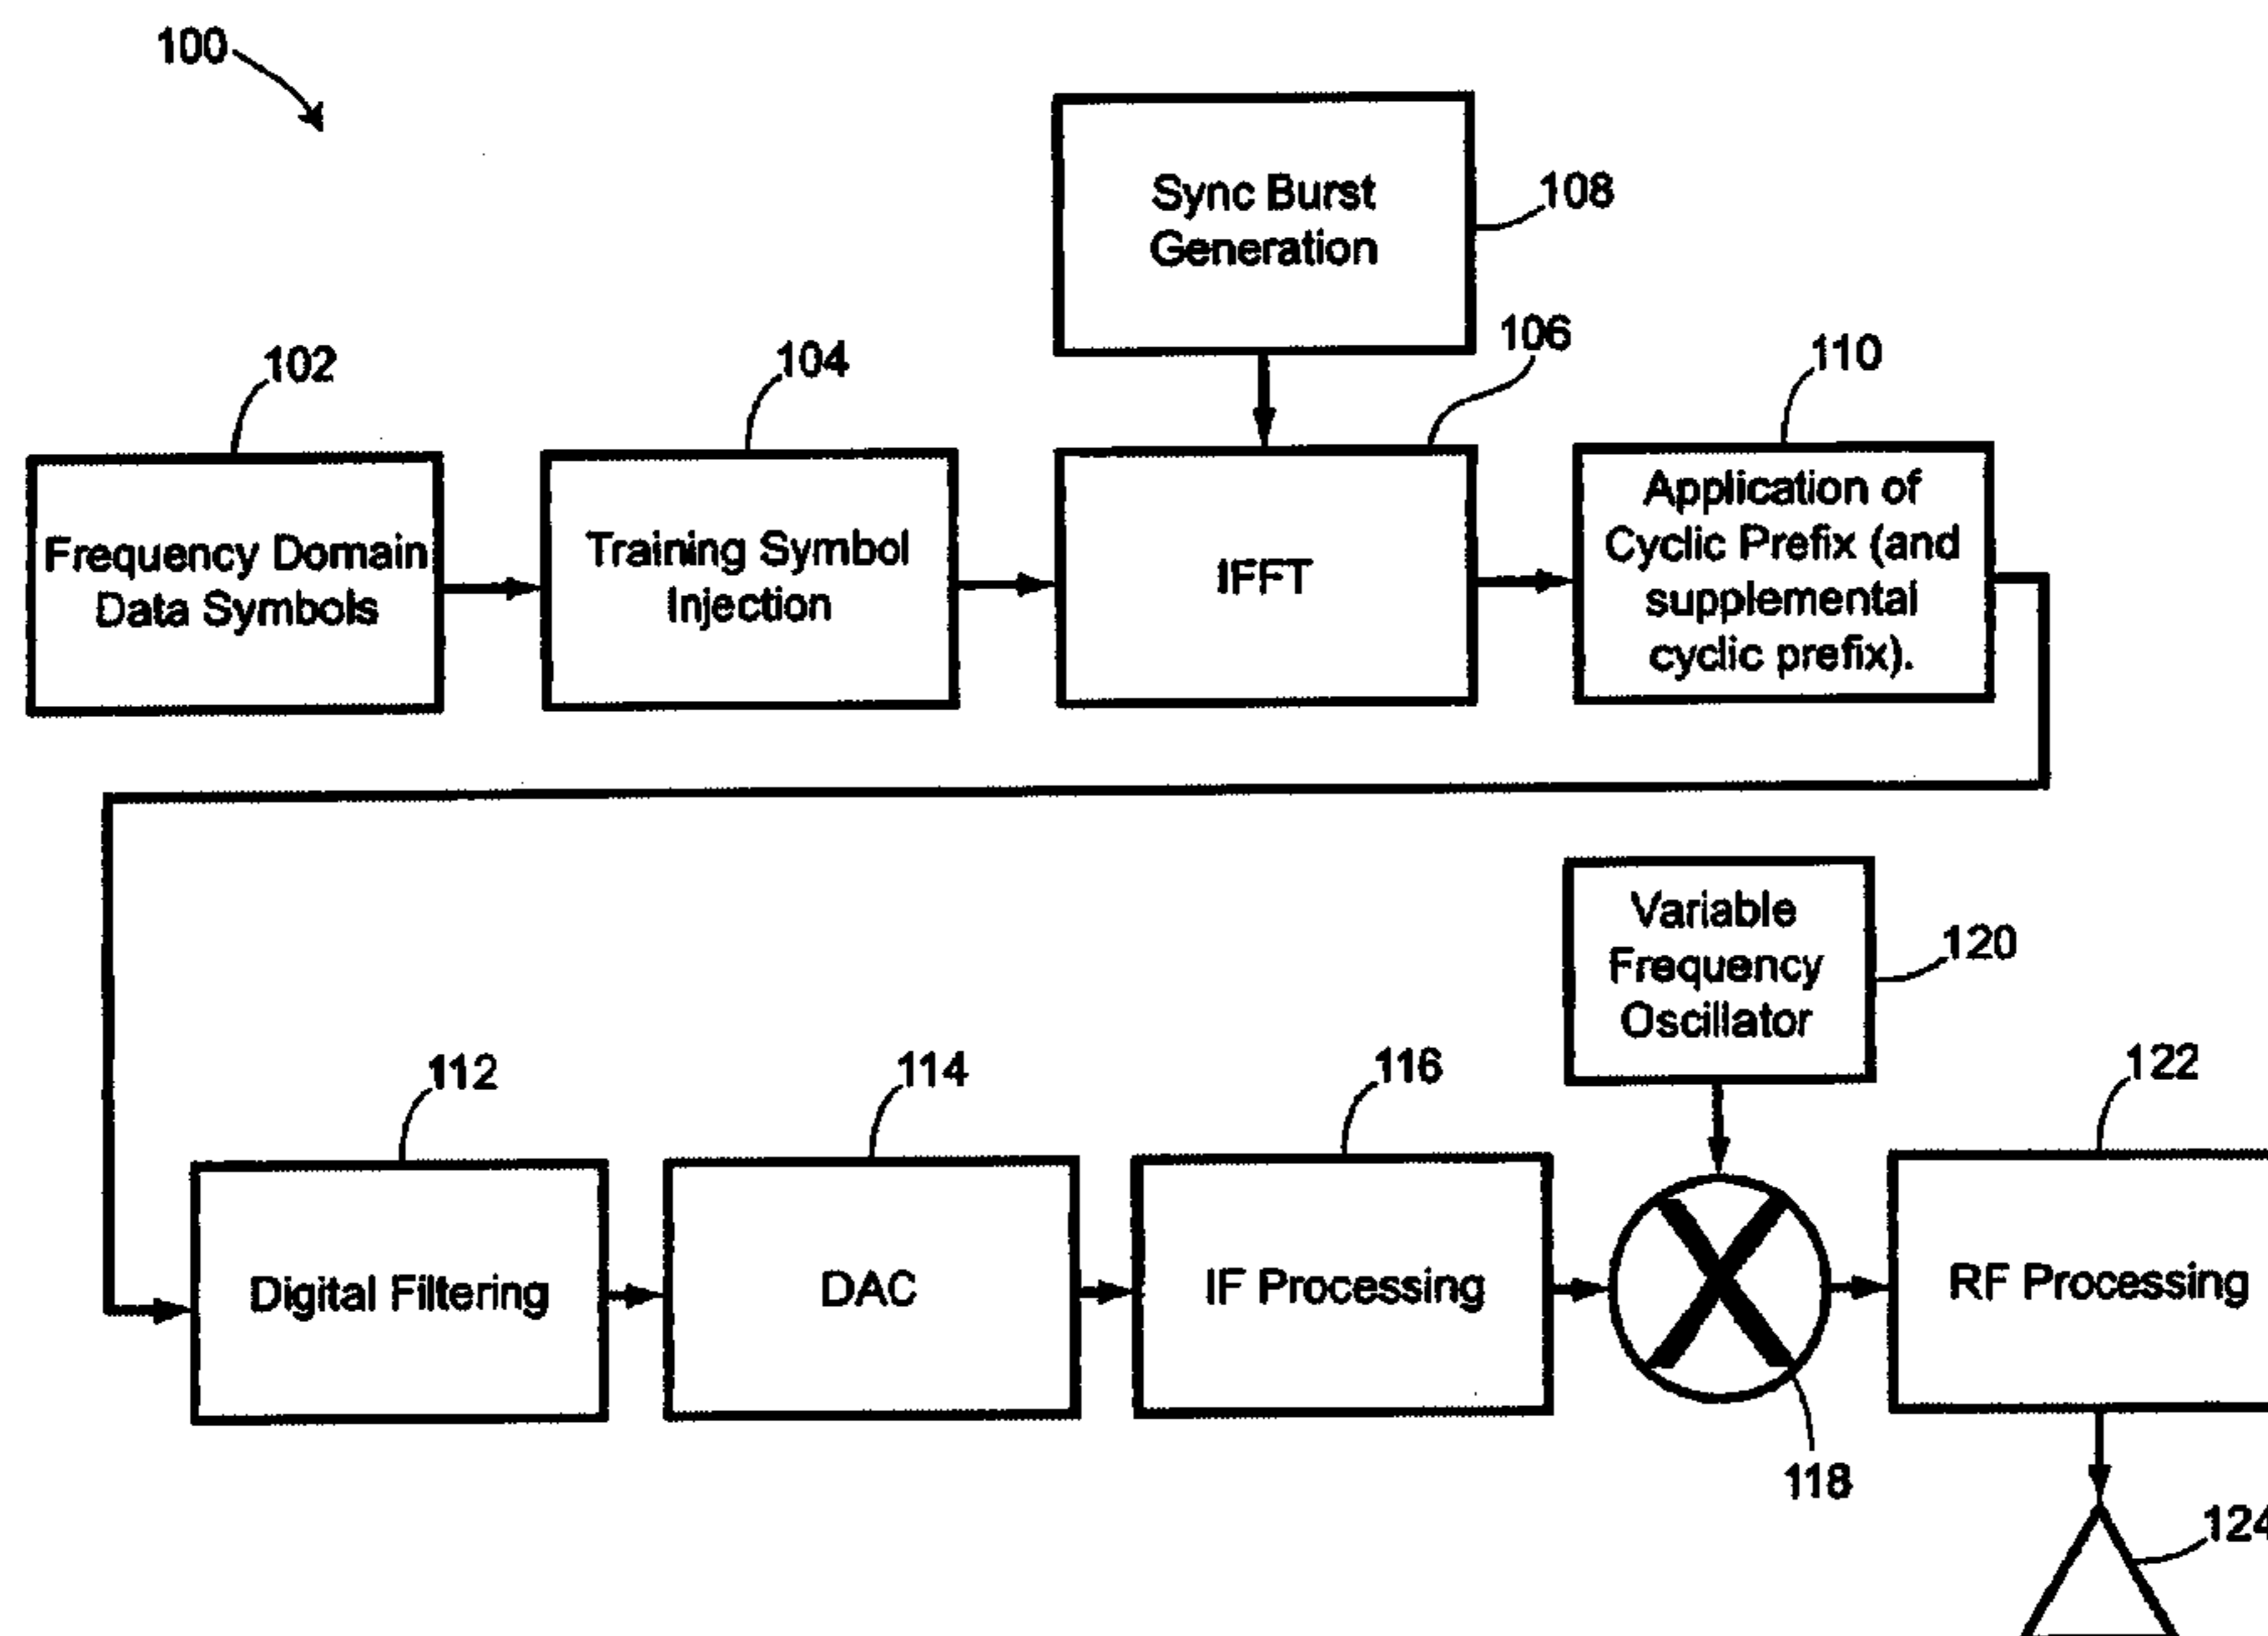 100
Sync Burst
Generation
108
102
104
106
110
Frequency Domain
Data Symbols
Training Symbol
Injection
IFFT
Application of
Cyclic Prefix (and
supplemental
cyclic prefix).
Variable
Frequency
Oscillator
120
112
114
116
122
Digital Filtering
DAC
IF Processing
RF Processing
118
124